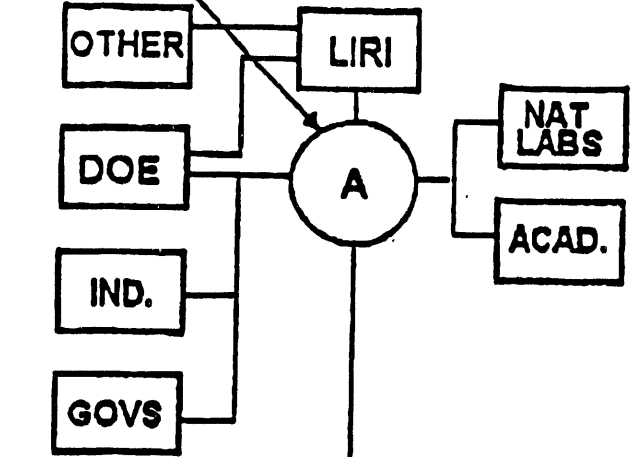 OTHER
LIRI
NAT
LABS
DOE
A
ACAD.
IND.
GOVS